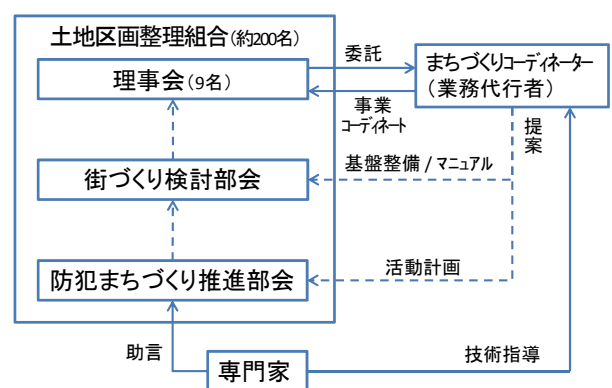 土地区画整理組合(約200名)
理事会(9名)
委託
まちづくりコーディネーター
(業務代行者)
事業
コーディネート
提案
街づくり検討部会
基盤整備 / マニュアル
防犯まちづくり推進部会
活動計画
助言
専門家
技術指導